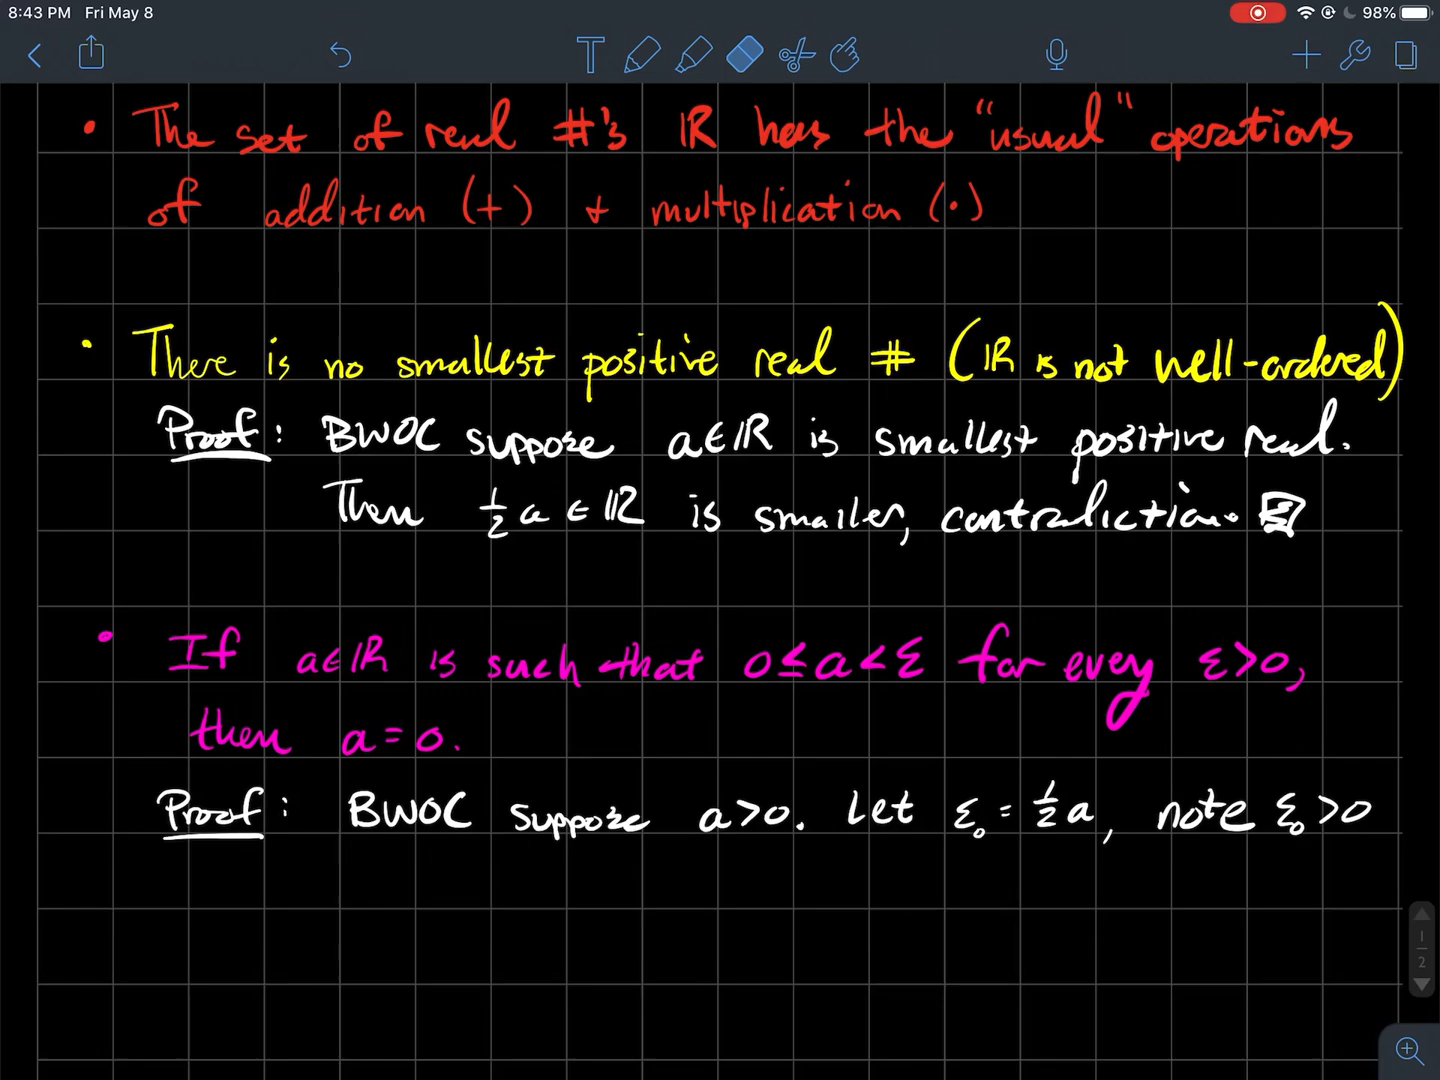 8:43 PM Fri May 8 98%
• The set of real #'s ℝ has the "usual" operations
of addition (+) + multiplication (·)
• There is no smallest positive real # (ℝ is not well-ordered)
Proof: BWOC suppose a∈ℝ is smallest positive real.
Then ½a ∈ ℝ is smaller, contradiction.
• If a∈ℝ is such that 0≤a<ε for every ε>0,
then a=0.
Proof: BWOC suppose a>0. Let ε₀ = ½a, note ε₀>0
1
2